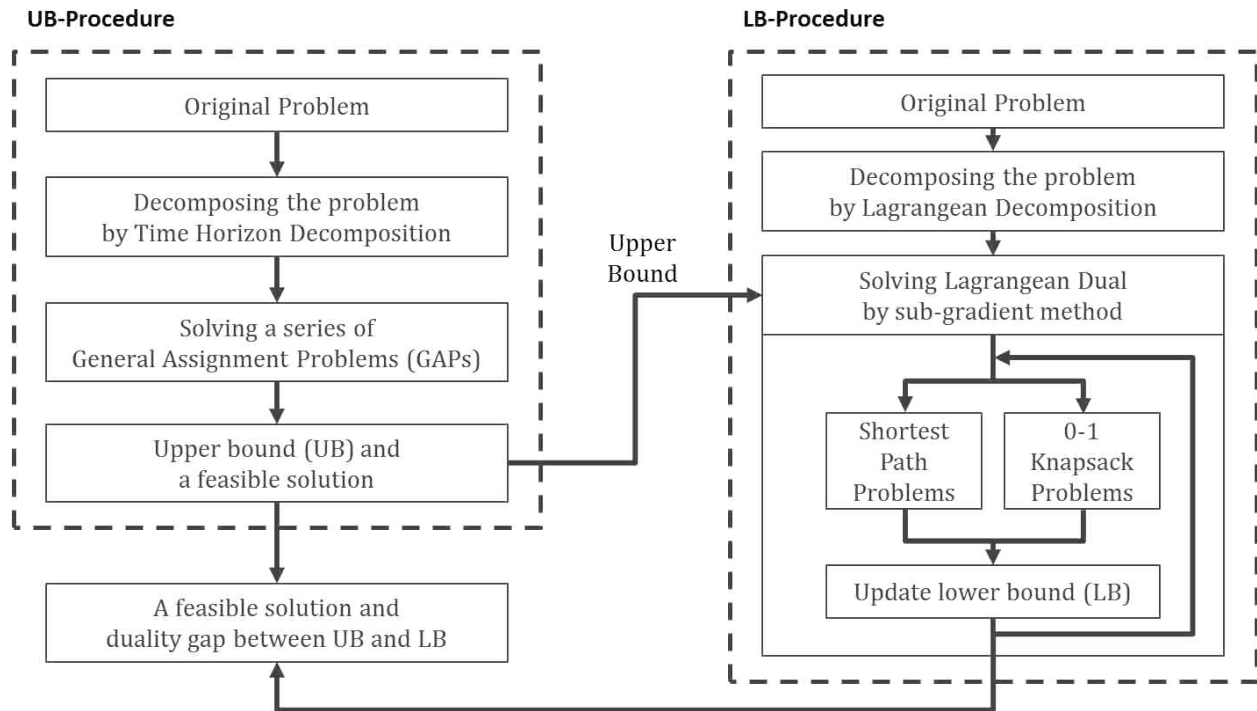 UB-Procedure
Original Problem
Decomposing the problem
by Time Horizon Decomposition
Solving a series of
General Assignment Problems (GAPs)
Upper bound (UB) and
a feasible solution
A feasible solution and
duality gap between UB and LB
Upper
Bound
LB-Procedure
Original Problem
Decomposing the problem
by Lagrangean Decomposition
Solving Lagrangean Dual
by sub-gradient method
Shortest
Path
Problems
0-1
Knapsack
Problems
Update lower bound (LB)